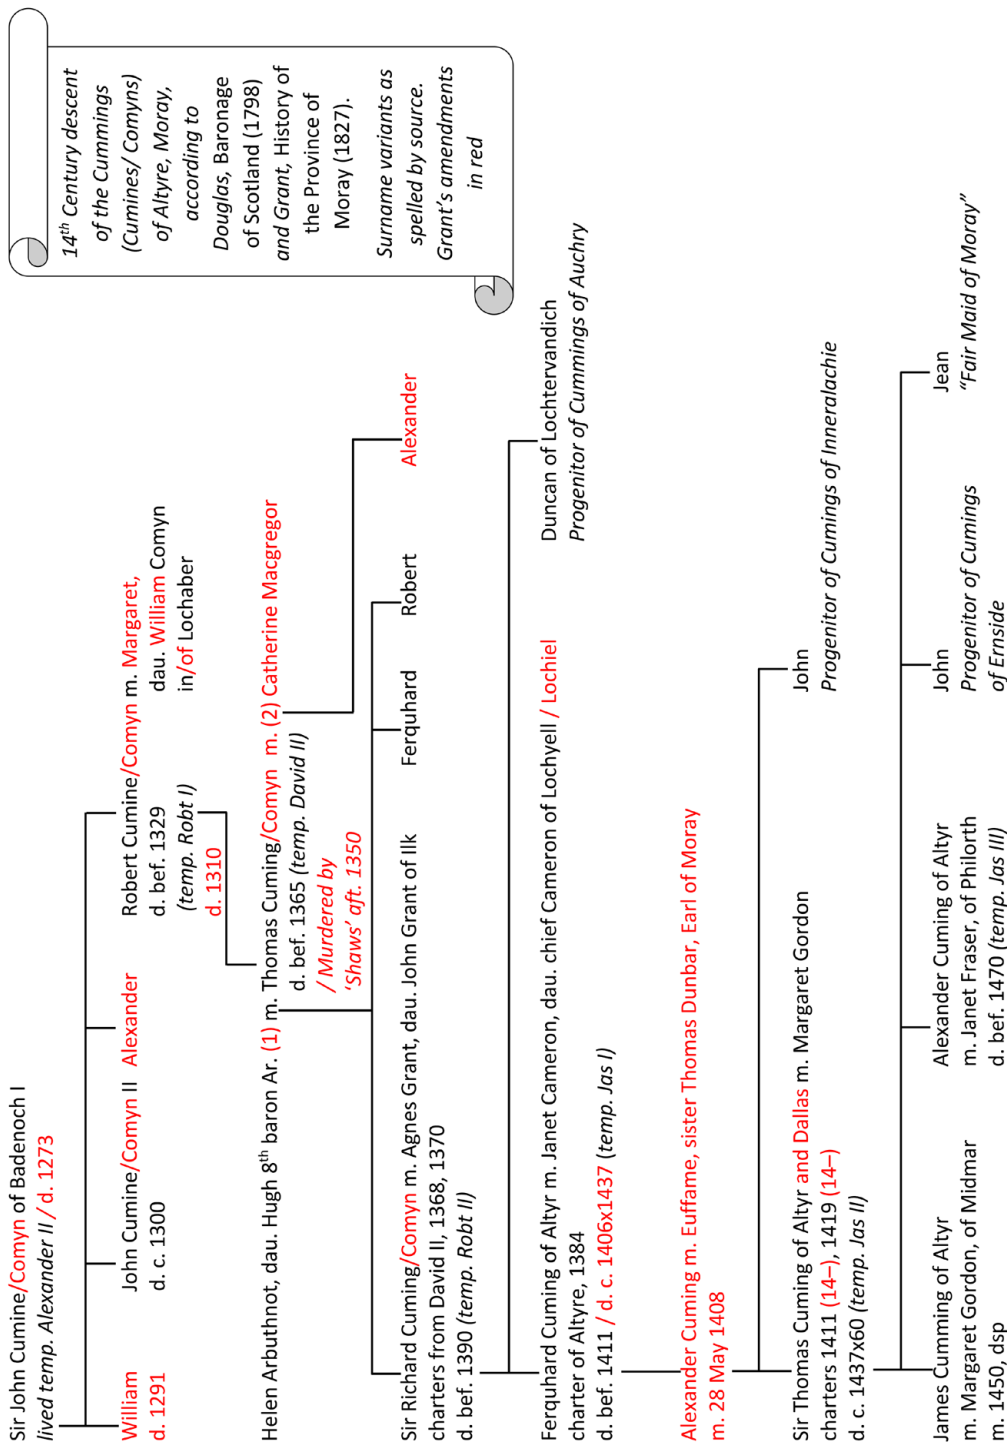 14th Century descent
of the Cummings
(Cumines/ Comyns)
of Altyre, Moray,
according to
Douglas, Baronage
of Scotland (1798)
and Grant, History of
the Province of
Moray (1827).
Surname variants as
spelled by source.
Grant's amendments
in red
Sir John Cumine/Comyn of Badenoch I
lived temp. Alexander II / d. 1273
William
d. 1291
John Cumine/Comyn II
d. c. 1300
Alexander
Robert Cumine/Comyn m. Margaret,
d. bef. 1329
(temp. Robt I)
d. 1310
dau. William Comyn
in/of Lochaber
Helen Arbuthnot, dau. Hugh 8th baron Ar. (1) m. Thomas Cuming/Comyn m. (2) Catherine Macgregor
d. bef. 1365 (temp. David II)
/ Murdered by
‘Shaws’ aft. 1350
Sir Richard Cuming/Comyn m. Agnes Grant, dau. John Grant of Ilk
charters from David II, 1368, 1370
d. bef. 1390 (temp. Robt II)
Ferquhard
Robert
Alexander
Ferquhard Cuming of Altyr m. Janet Cameron, dau. chief Cameron of Lochyell / Lochiel
charter of Altyre, 1384
d. bef. 1411 / d. c. 1406x1437 (temp. Jas I)
Duncan of Lochtervandich
Progenitor of Cummings of Auchry
Alexander Cuming m. Euffame, sister Thomas Dunbar, Earl of Moray
m. 28 May 1408
Sir Thomas Cuming of Altyr and Dallas m. Margaret Gordon
charters 1411 (14–), 1419 (14–)
d. c. 1437x60 (temp. Jas II)
John
Progenitor of Cumings of Inneralachie
James Cumming of Altyr
m. Margaret Gordon, of Midmar
m. 1450, dsp
Alexander Cuming of Altyr
m. Janet Fraser, of Philorth
d. bef. 1470 (temp. Jas III)
John
Progenitor of Cumings
of Ernside
Jean
“Fair Maid of Moray”